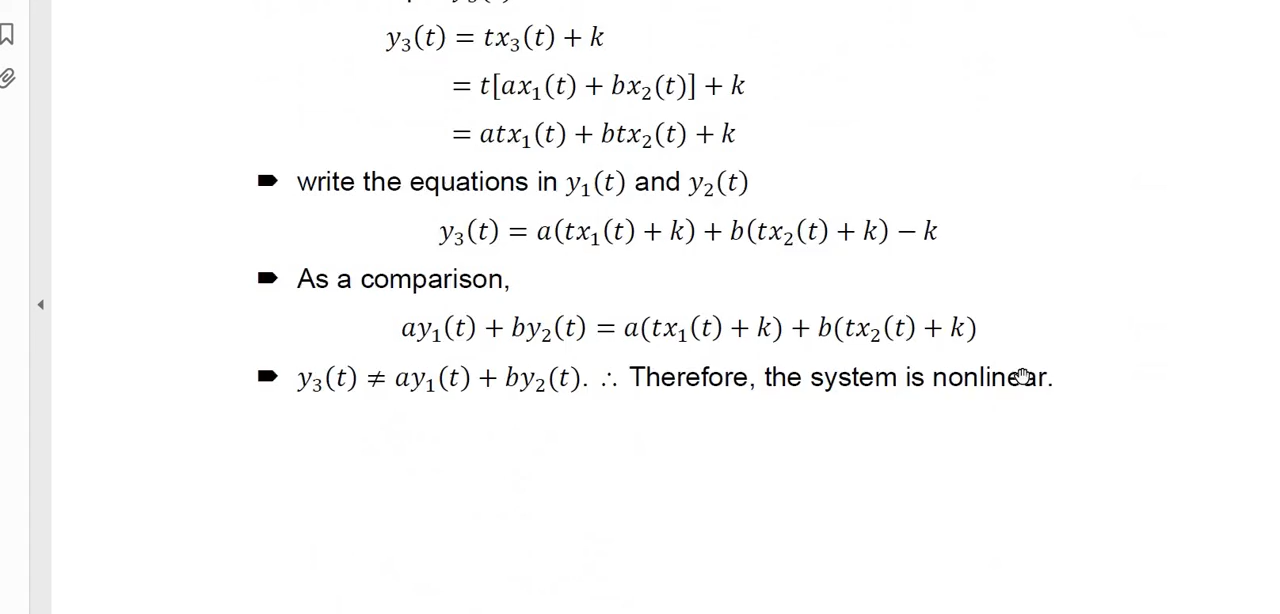 y₃(t) = tx₃(t) + k
= t[ax₁(t) + bx₂(t)] + k
= atx₁(t) + btx₂(t) + k
write the equations in y₁(t) and y₂(t)
y₃(t) = a(tx₁(t) + k) + b(tx₂(t) + k) − k
As a comparison,
ay₁(t) + by₂(t) = a(tx₁(t) + k) + b(tx₂(t) + k)
y₃(t) ≠ ay₁(t) + by₂(t). ∴ Therefore, the system is nonlinear.